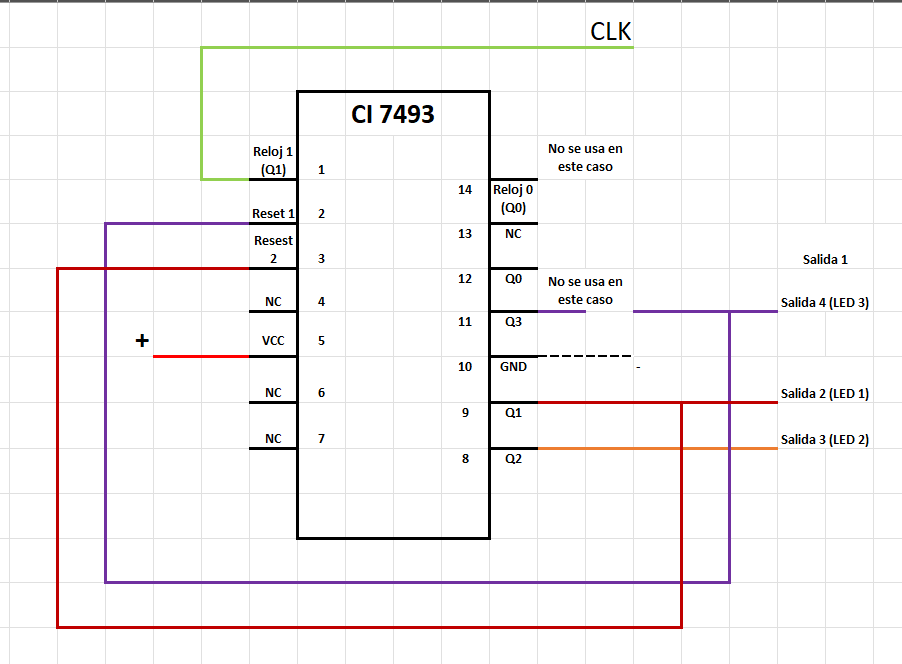 CLK
CI 7493
Reloj 1
(Q1)
1
No se usa en
este caso
14
Reloj 0
(Q0)
Reset 1
2
13
NC
Resest
2
3
12
Q0
No se usa en
este caso
Salida 1
NC
4
11
Q3
Salida 4 (LED 3)
+
VCC
5
10
GND
-
NC
6
9
Q1
Salida 2 (LED 1)
NC
7
8
Q2
Salida 3 (LED 2)